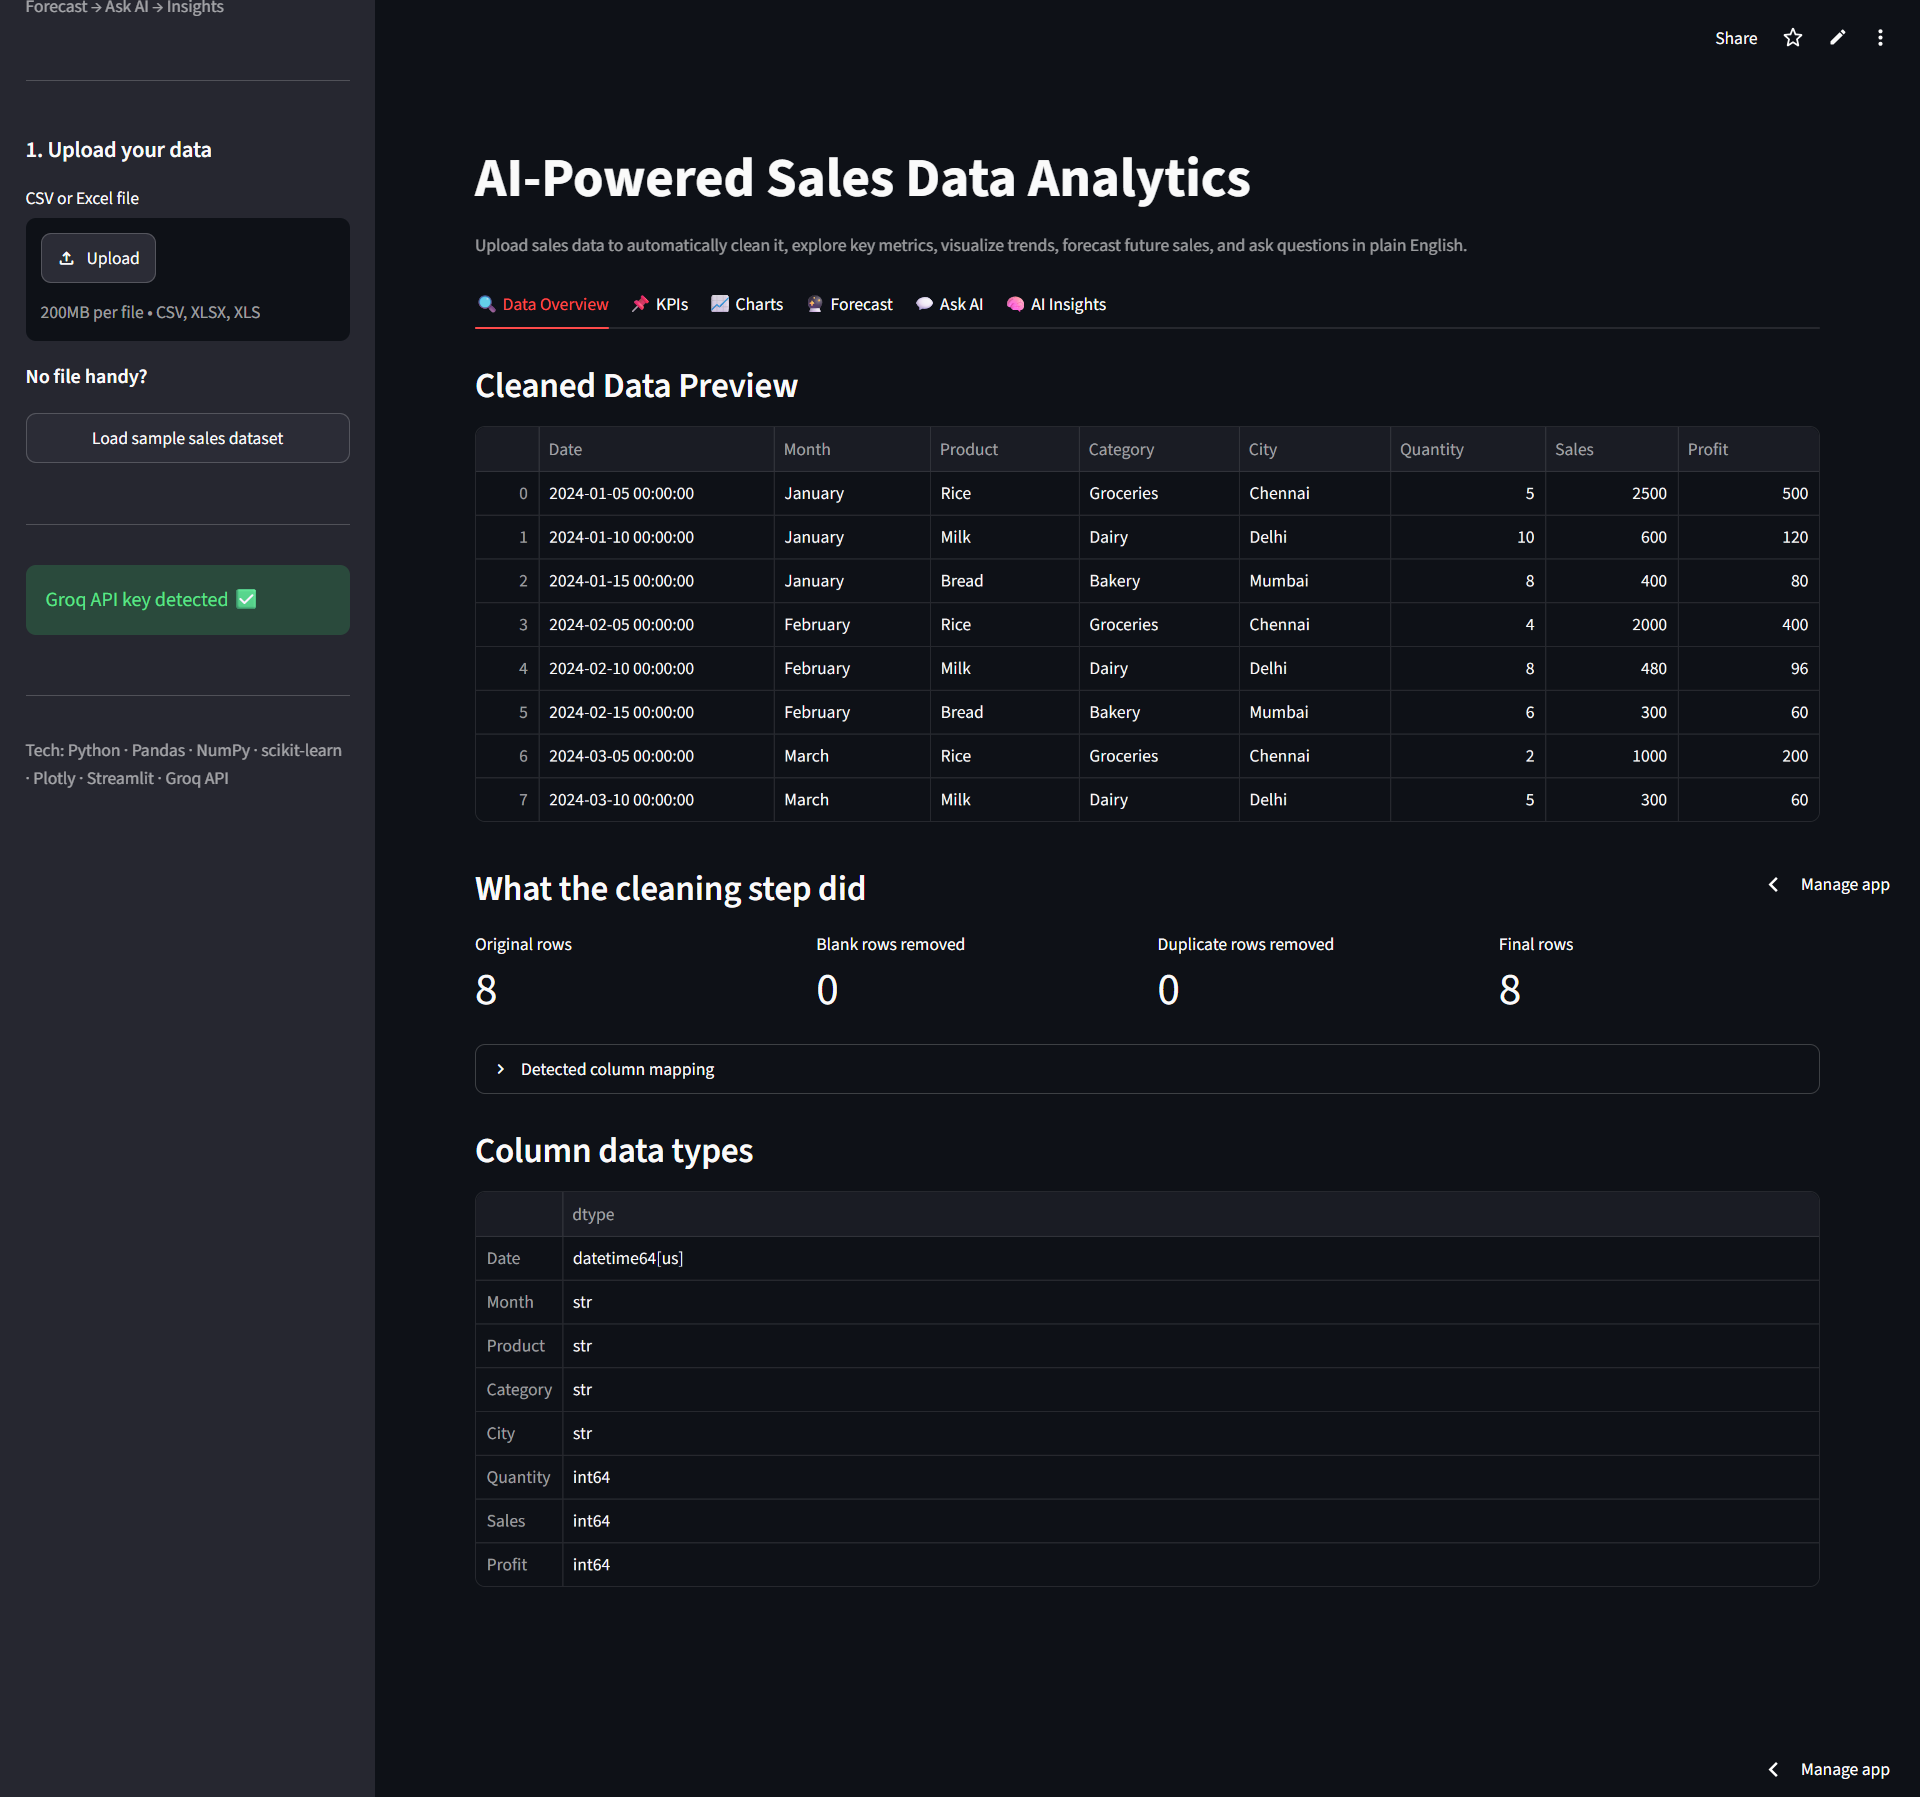 Forecast → Ask AI → Insights
1. Upload your data
CSV or Excel file
Upload
200MB per file • CSV, XLSX, XLS
No file handy?
Load sample sales dataset
Groq API key detected ✅
Tech: Python · Pandas · NumPy · scikit-learn
· Plotly · Streamlit · Groq API
Share
AI-Powered Sales Data Analytics
Upload sales data to automatically clean it, explore key metrics, visualize trends, forecast future sales, and ask questions in plain English.
🔍 Data Overview 📌 KPIs 📈 Charts 🔮 Forecast 💬 Ask AI 🧠 AI Insights
Cleaned Data Preview
Date Month Product Category City Quantity Sales Profit
0 2024-01-05 00:00:00 January Rice Groceries Chennai 5 2500 500
1 2024-01-10 00:00:00 January Milk Dairy Delhi 10 600 120
2 2024-01-15 00:00:00 January Bread Bakery Mumbai 8 400 80
3 2024-02-05 00:00:00 February Rice Groceries Chennai 4 2000 400
4 2024-02-10 00:00:00 February Milk Dairy Delhi 8 480 96
5 2024-02-15 00:00:00 February Bread Bakery Mumbai 6 300 60
6 2024-03-05 00:00:00 March Rice Groceries Chennai 2 1000 200
7 2024-03-10 00:00:00 March Milk Dairy Delhi 5 300 60
What the cleaning step did
Manage app
Original rows Blank rows removed Duplicate rows removed Final rows
8 0 0 8
Detected column mapping
Column data types
dtype
Date datetime64[us]
Month str
Product str
Category str
City str
Quantity int64
Sales int64
Profit int64
Manage app